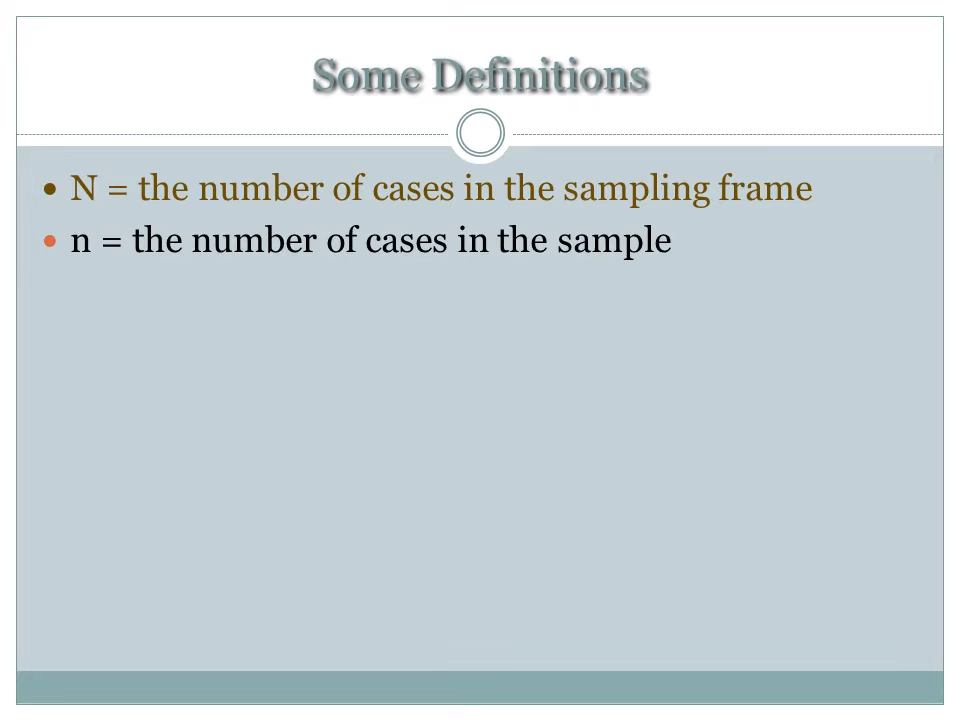 Some Definitions
• N = the number of cases in the sampling frame
• n = the number of cases in the sample